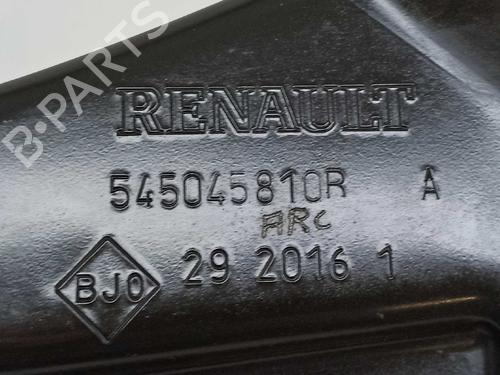 B-PARTS
RENAULT
545045810R A
ARC
BJ0 29 2016 1